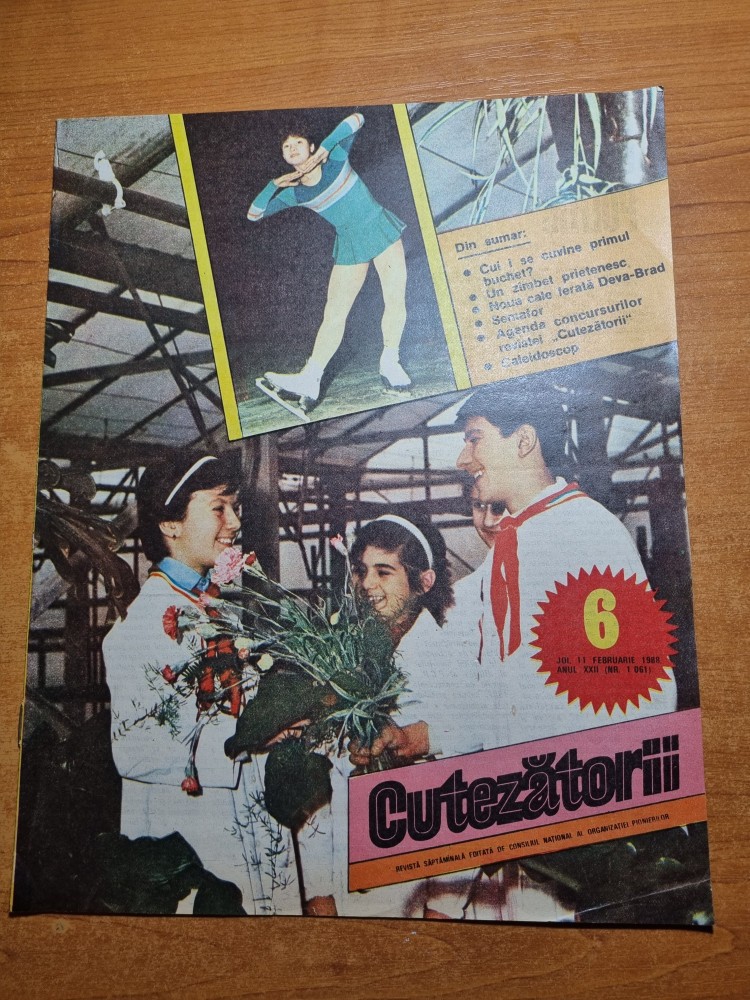 Din sumar:
● Cui i se cuvine primul
buchet?
● Un zîmbet prietenesc
● Noua cale ferată Deva-Brad
● Semafor
● Agenda concursurilor
revistei „Cutezătorii"
● Caleidoscop
6
JOI, 11 FEBRUARIE 1988
ANUL XXII (NR. 1 061)
Cutezătorii
REVISTĂ SĂPTĂMÎNALĂ EDITATĂ DE CONSILIUL NAȚIONAL AL ORGANIZAȚIEI PIONIERILOR